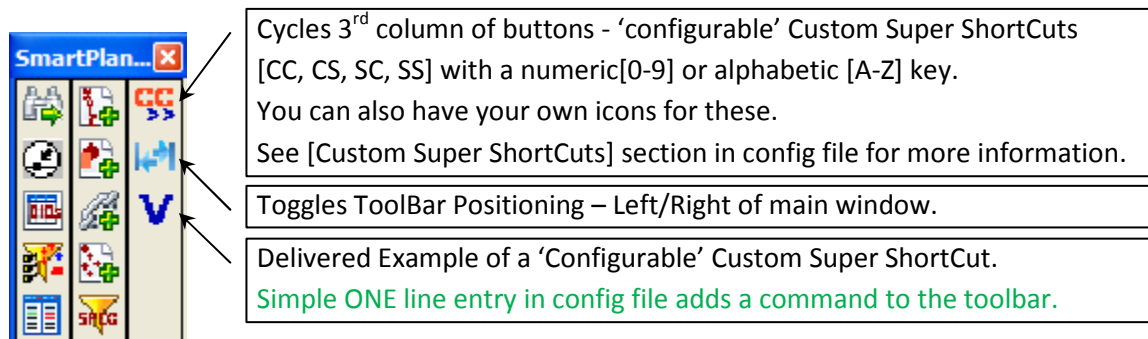 SmartPlan...
CC
V
SACG
Cycles 3rd column of buttons - ‘configurable’ Custom Super ShortCuts
[CC, CS, SC, SS] with a numeric[0-9] or alphabetic [A-Z] key.
You can also have your own icons for these.
See [Custom Super ShortCuts] section in config file for more information.
Toggles ToolBar Positioning – Left/Right of main window.
Delivered Example of a ‘Configurable’ Custom Super ShortCut.
Simple ONE line entry in config file adds a command to the toolbar.